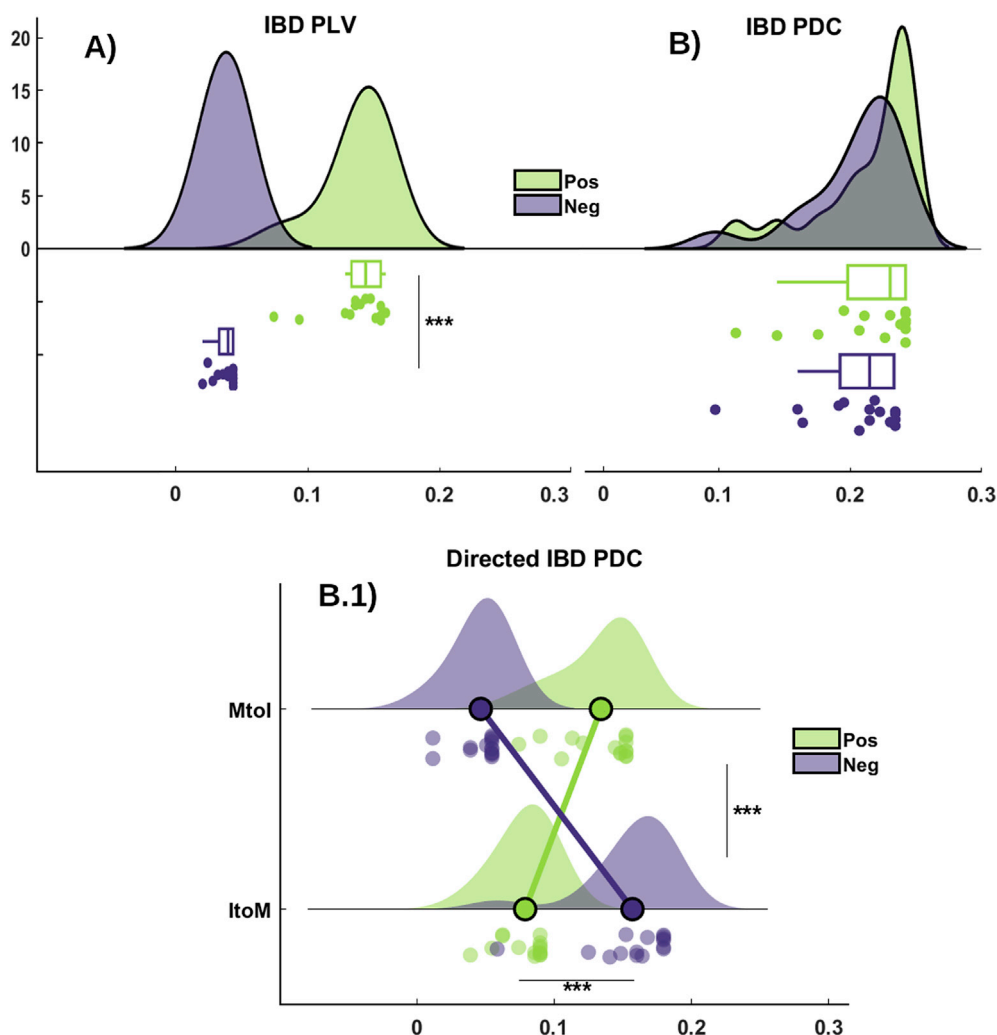 IBD PLV
A)
20
15
10
5
0
Pos
Neg
***
0 0.1 0.2 0.3
IBD PDC
B)
0 0.1 0.2 0.3
Directed IBD PDC
B.1)
MtoI
Pos
Neg
***
ItoM
***
0 0.1 0.2 0.3